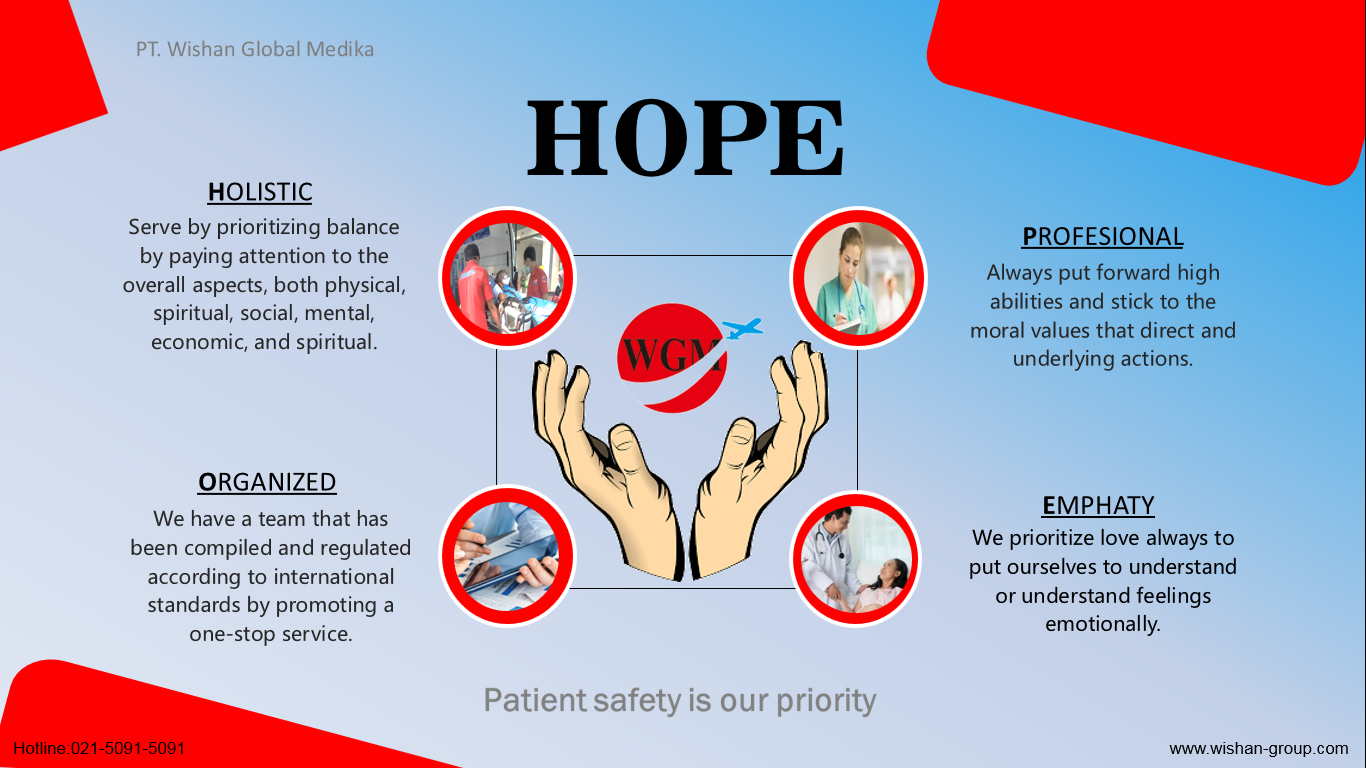 PT. Wishan Global Medika
HOPE
HOLISTIC
Serve by prioritizing balance
by paying attention to the
overall aspects, both physical,
spiritual, social, mental,
economic, and spiritual.
ORGANIZED
We have a team that has
been compiled and regulated
according to international
standards by promoting a
one-stop service.
WGM
PROFESIONAL
Always put forward high
abilities and stick to the
moral values that direct and
underlying actions.
EMPHATY
We prioritize love always to
put ourselves to understand
or understand feelings
emotionally.
Patient safety is our priority
Hotline:021-5091-5091
www.wishan-group.com